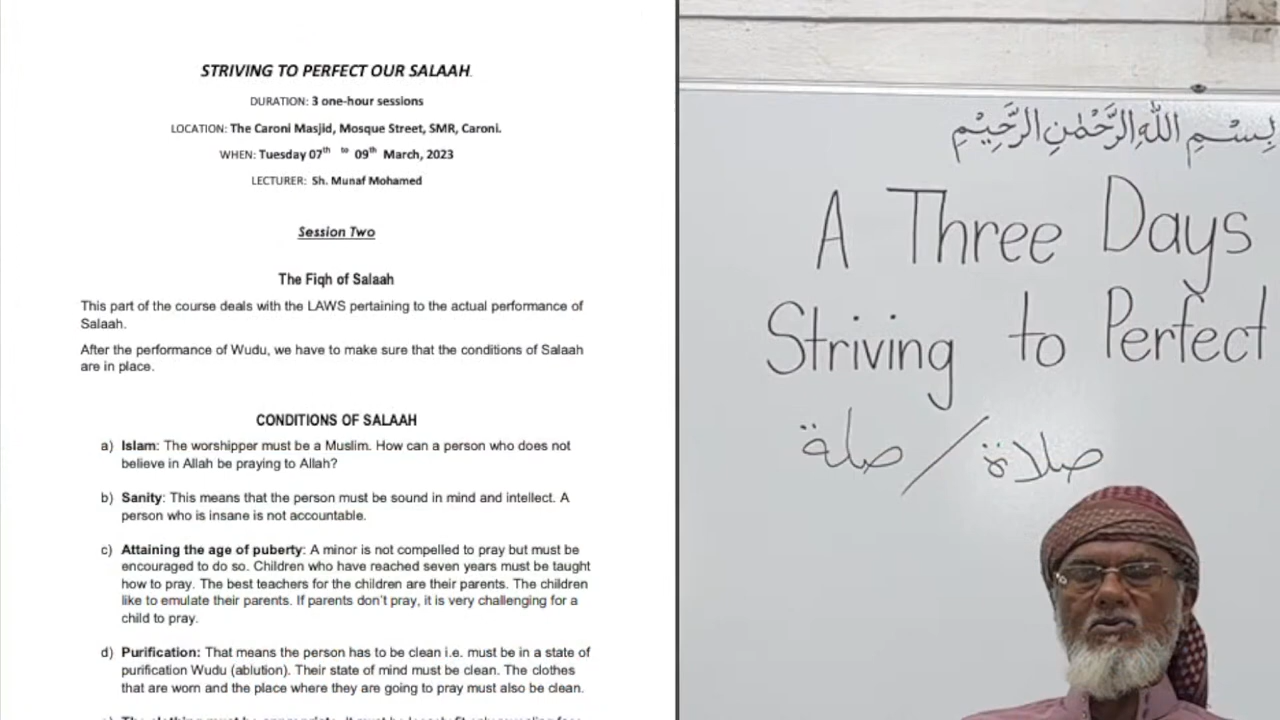 STRIVING TO PERFECT OUR SALAAH.
DURATION: 3 one-hour sessions
LOCATION: The Caroni Masjid, Mosque Street, SMR, Caroni.
WHEN: Tuesday 07th to 09th March, 2023
LECTURER: Sh. Munaf Mohamed
Session Two
The Fiqh of Salaah
This part of the course deals with the LAWS pertaining to the actual performance of
Salaah.
After the performance of Wudu, we have to make sure that the conditions of Salaah
are in place.
CONDITIONS OF SALAAH
a) Islam: The worshipper must be a Muslim. How can a person who does not
believe in Allah be praying to Allah?
b) Sanity: This means that the person must be sound in mind and intellect. A
person who is insane is not accountable.
c) Attaining the age of puberty: A minor is not compelled to pray but must be
encouraged to do so. Children who have reached seven years must be taught
how to pray. The best teachers for the children are their parents. The children
like to emulate their parents. If parents don't pray, it is very challenging for a
child to pray.
d) Purification: That means the person has to be clean i.e. must be in a state of
purification Wudu (ablution). Their state of mind must be clean. The clothes
that are worn and the place where they are going to pray must also be clean.
بِسْمِ اللهِ الرَّحْمٰنِ الرَّحِيْمِ
A Three Days
Striving to Perfect
صلاة / صلة